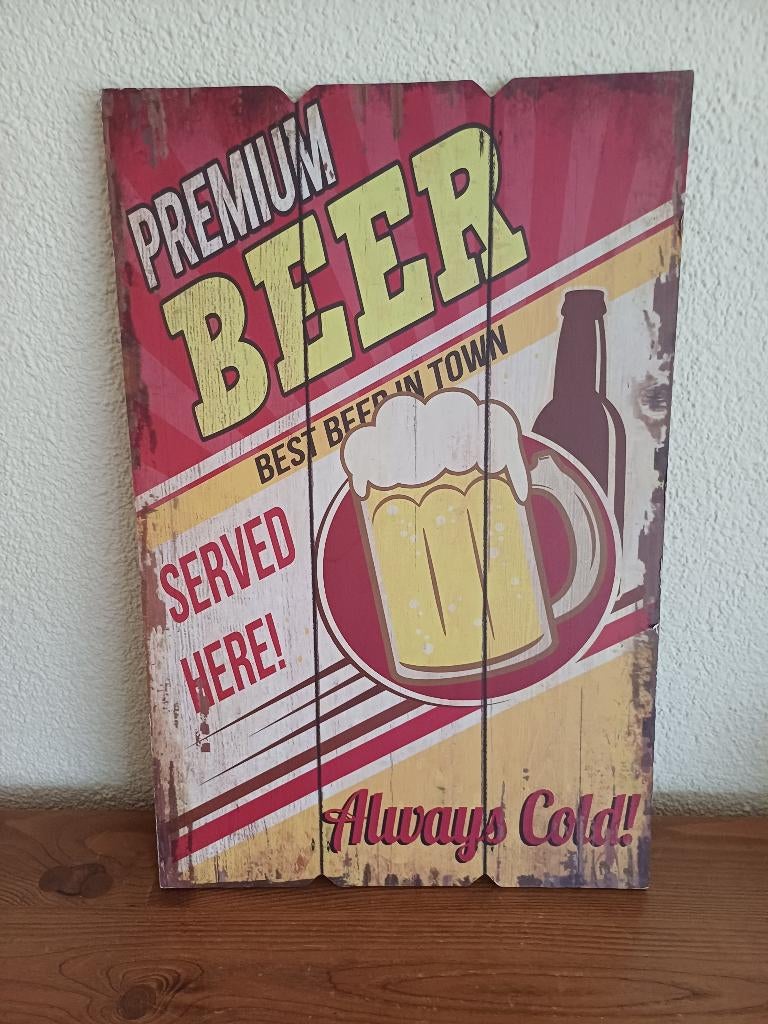 PREMIUM
BEER
BEST BEER IN TOWN
SERVED
HERE!
Always Cold!